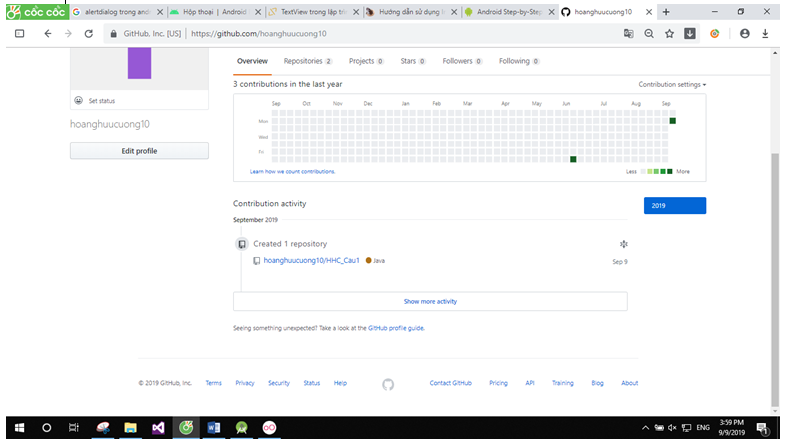 CỐC CỐC
alertdialog trong and
Hộp thoại | Android
TextView trong lập trì
Hướng dẫn sử dụng li
Android Step-by-Step
hoanghuucuong10
GitHub, Inc. [US] | https://github.com/hoanghuucuong10
Overview Repositories 2 Projects 0 Stars 0 Followers 0 Following 0
Set status
hoanghuucuong10
Edit profile
3 contributions in the last year
Contribution settings
Sep Oct Nov Dec Jan Feb Mar Apr May Jun Jul Aug Sep
Mon
Wed
Fri
Learn how we count contributions.
Less More
Contribution activity
2019
September 2019
Created 1 repository
hoanghuucuong10/HHC_Cau1 Java
Sep 9
Show more activity
Seeing something unexpected? Take a look at the GitHub profile guide.
© 2019 GitHub, Inc. Terms Privacy Security Status Help Contact GitHub Pricing API Training Blog About
ENG
3:59 PM
9/9/2019
1